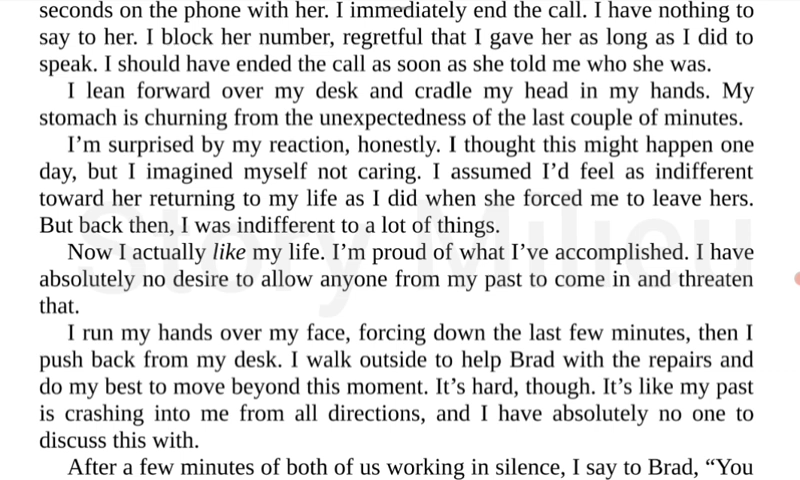 seconds on the phone with her. I immediately end the call. I have nothing to
say to her. I block her number, regretful that I gave her as long as I did to
speak. I should have ended the call as soon as she told me who she was.
I lean forward over my desk and cradle my head in my hands. My
stomach is churning from the unexpectedness of the last couple of minutes.
I’m surprised by my reaction, honestly. I thought this might happen one
day, but I imagined myself not caring. I assumed I’d feel as indifferent
toward her returning to my life as I did when she forced me to leave hers.
But back then, I was indifferent to a lot of things.
Now I actually like my life. I’m proud of what I’ve accomplished. I have
absolutely no desire to allow anyone from my past to come in and threaten
that.
I run my hands over my face, forcing down the last few minutes, then I
push back from my desk. I walk outside to help Brad with the repairs and
do my best to move beyond this moment. It’s hard, though. It’s like my past
is crashing into me from all directions, and I have absolutely no one to
discuss this with.
After a few minutes of both of us working in silence, I say to Brad, “You
Story Milieu